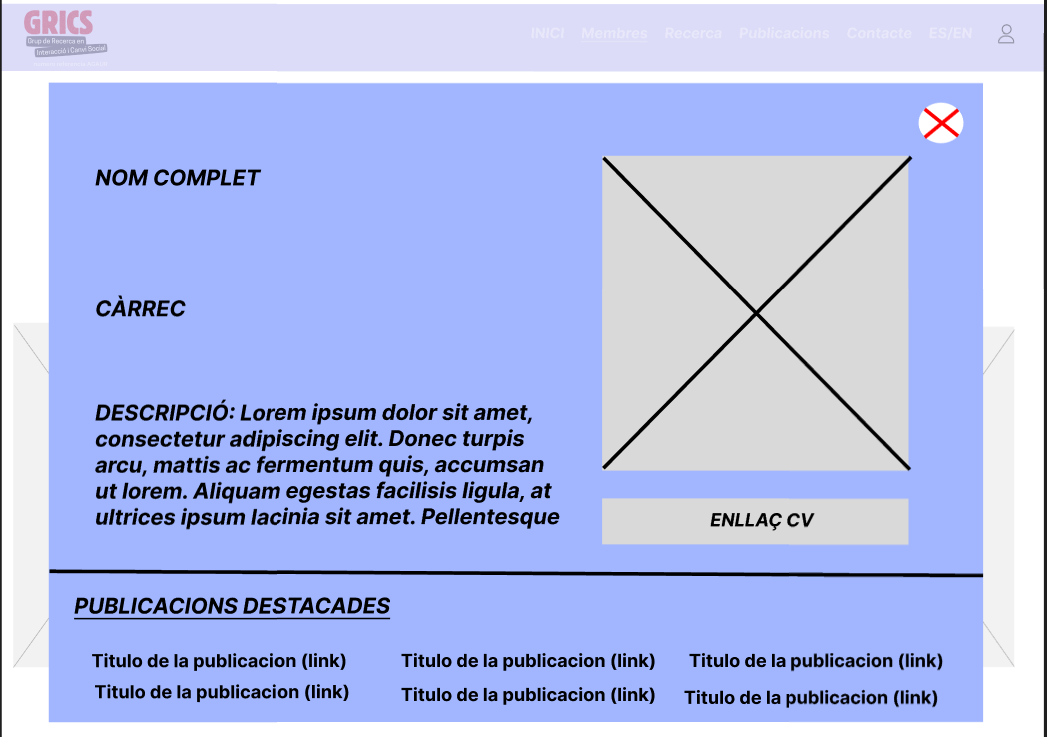 GRICS
Grup de Recerca en
Interacció i Canvi Social
INICI Membres Recerca Publicacions Contacte ES/EN
NOM COMPLET
CÀRREC
DESCRIPCIÓ: Lorem ipsum dolor sit amet,
consectetur adipiscing elit. Donec turpis
arcu, mattis ac fermentum quis, accumsan
ut lorem. Aliquam egestas facilisis ligula, at
ultrices ipsum lacinia sit amet. Pellentesque
ENLLAÇ CV
PUBLICACIONS DESTACADES
Titulo de la publicacion (link) Titulo de la publicacion (link) Titulo de la publicacion (link)
Titulo de la publicacion (link) Titulo de la publicacion (link) Titulo de la publicacion (link)